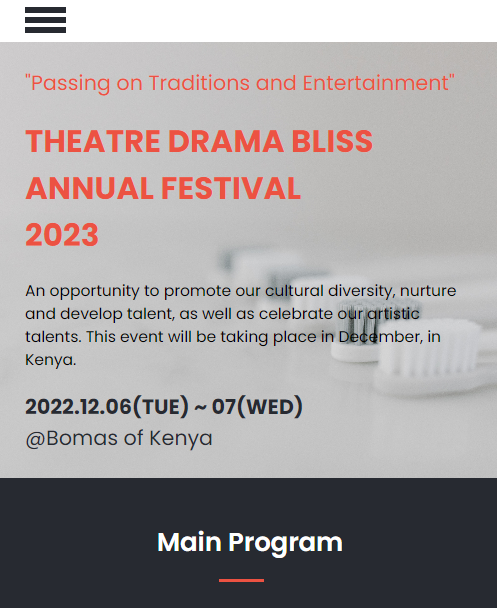 "Passing on Traditions and Entertainment"
THEATRE DRAMA BLISS
ANNUAL FESTIVAL
2023
An opportunity to promote our cultural diversity, nurture
and develop talent, as well as celebrate our artistic
talents. This event will be taking place in December, in
Kenya.
2022.12.06(TUE) ~ 07(WED)
@Bomas of Kenya
Main Program